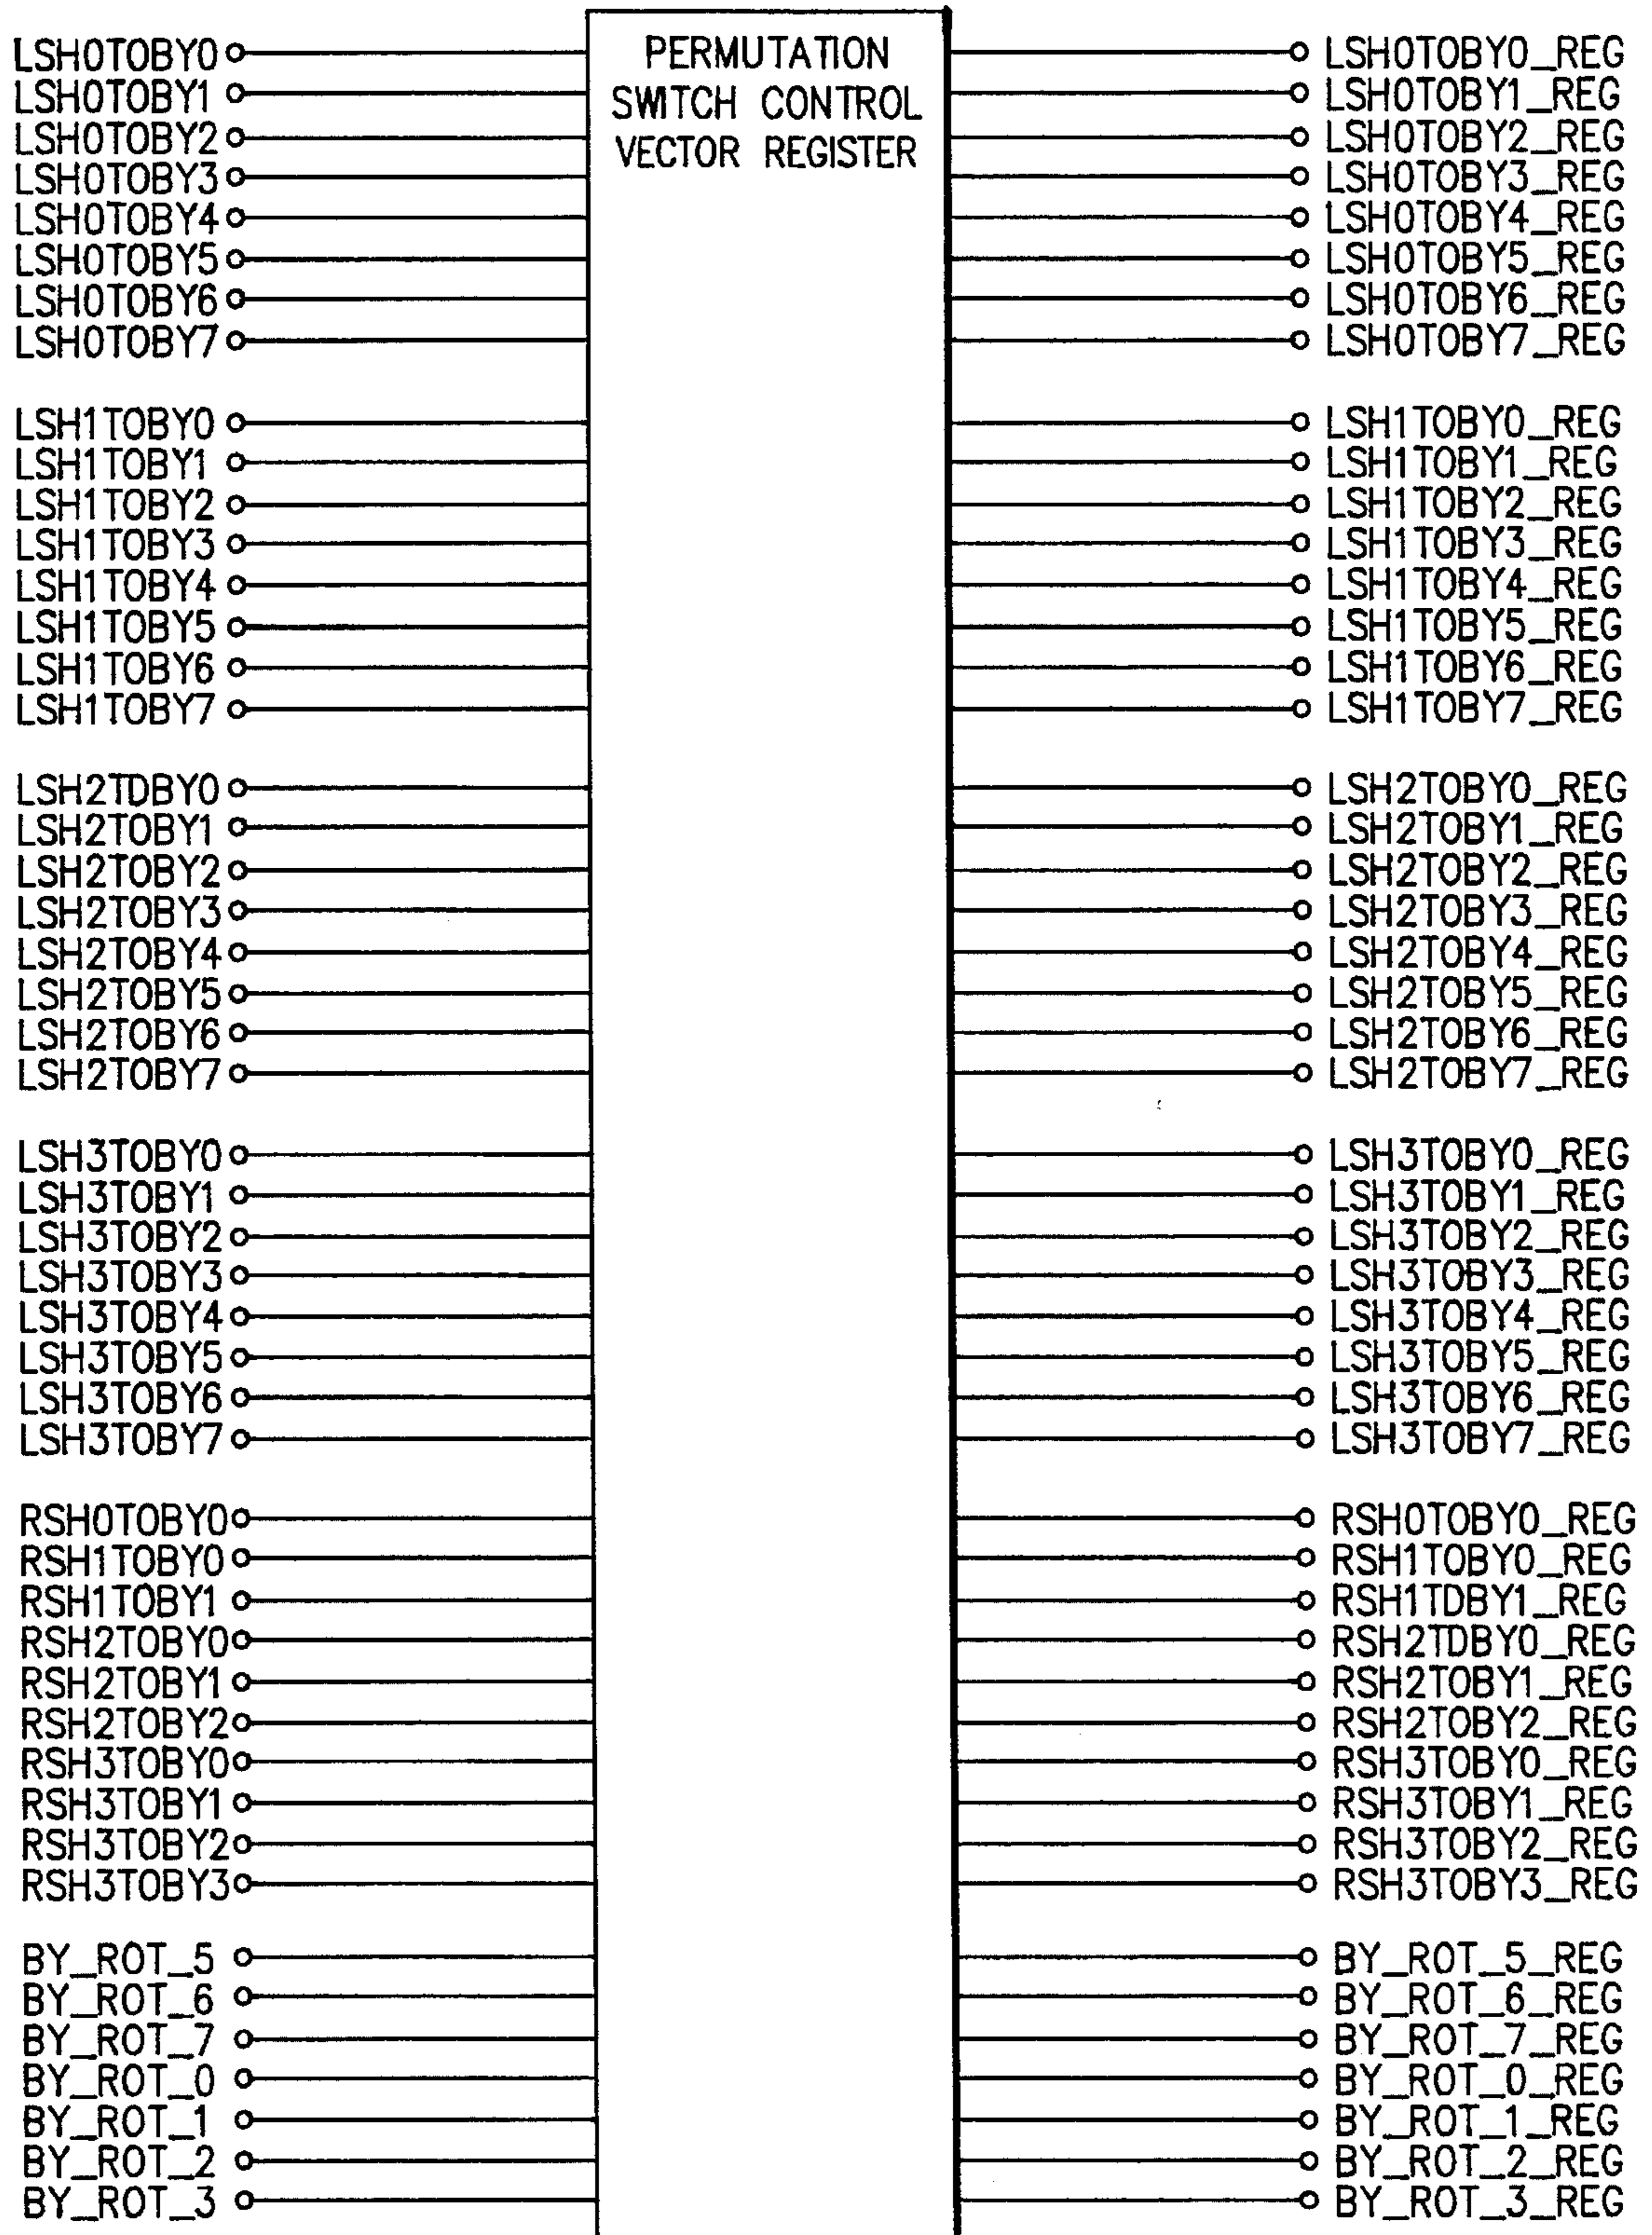 PERMUTATION
SWITCH CONTROL
VECTOR REGISTER
LSH0TOBY0 LSH0TOBY0_REG
LSH0TOBY1 LSH0TOBY1_REG
LSH0TOBY2 LSH0TOBY2_REG
LSH0TOBY3 LSH0TOBY3_REG
LSH0TOBY4 LSH0TOBY4_REG
LSH0TOBY5 LSH0TOBY5_REG
LSH0TOBY6 LSH0TOBY6_REG
LSH0TOBY7 LSH0TOBY7_REG
LSH1TOBY0 LSH1TOBY0_REG
LSH1TOBY1 LSH1TOBY1_REG
LSH1TOBY2 LSH1TOBY2_REG
LSH1TOBY3 LSH1TOBY3_REG
LSH1TOBY4 LSH1TOBY4_REG
LSH1TOBY5 LSH1TOBY5_REG
LSH1TOBY6 LSH1TOBY6_REG
LSH1TOBY7 LSH1TOBY7_REG
LSH2TDBY0 LSH2TOBY0_REG
LSH2TOBY1 LSH2TOBY1_REG
LSH2TOBY2 LSH2TOBY2_REG
LSH2TOBY3 LSH2TOBY3_REG
LSH2TOBY4 LSH2TOBY4_REG
LSH2TOBY5 LSH2TOBY5_REG
LSH2TOBY6 LSH2TOBY6_REG
LSH2TOBY7 LSH2TOBY7_REG
LSH3TOBY0 LSH3TOBY0_REG
LSH3TOBY1 LSH3TOBY1_REG
LSH3TOBY2 LSH3TOBY2_REG
LSH3TOBY3 LSH3TOBY3_REG
LSH3TOBY4 LSH3TOBY4_REG
LSH3TOBY5 LSH3TOBY5_REG
LSH3TOBY6 LSH3TOBY6_REG
LSH3TOBY7 LSH3TOBY7_REG
RSH0TOBY0 RSH0TOBY0_REG
RSH1TOBY0 RSH1TOBY0_REG
RSH1TOBY1 RSH1TDBY1_REG
RSH2TOBY0 RSH2TDBY0_REG
RSH2TOBY1 RSH2TOBY1_REG
RSH2TOBY2 RSH2TOBY2_REG
RSH3TOBY0 RSH3TOBY0_REG
RSH3TOBY1 RSH3TOBY1_REG
RSH3TOBY2 RSH3TOBY2_REG
RSH3TOBY3 RSH3TOBY3_REG
BY_ROT_5 BY_ROT_5_REG
BY_ROT_6 BY_ROT_6_REG
BY_ROT_7 BY_ROT_7_REG
BY_ROT_0 BY_ROT_0_REG
BY_ROT_1 BY_ROT_1_REG
BY_ROT_2 BY_ROT_2_REG
BY_ROT_3 BY_ROT_3_REG